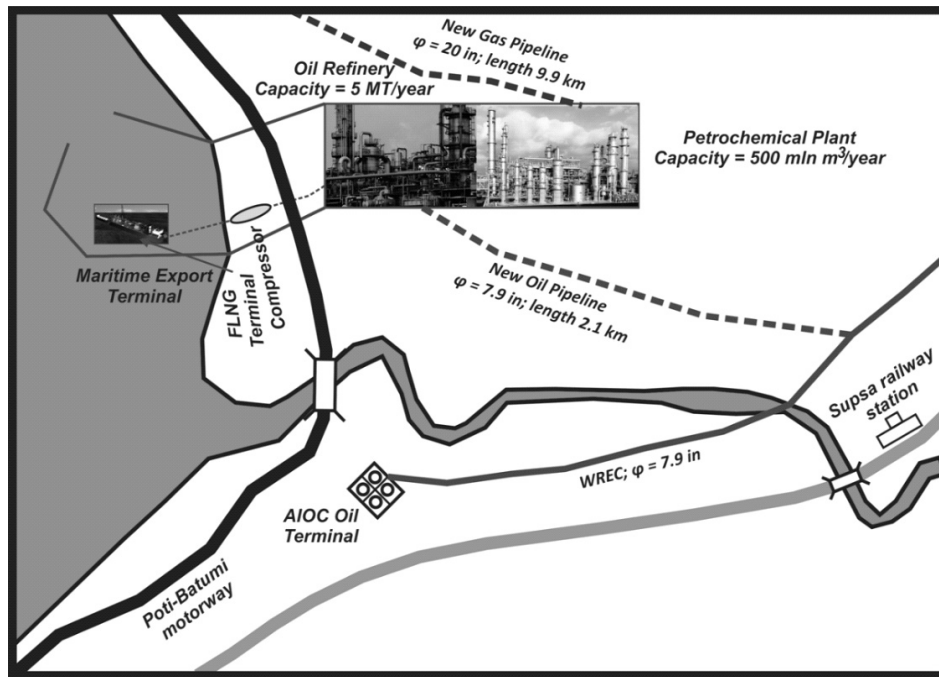 New Gas Pipeline
φ = 20 in; length 9.9 km
Oil Refinery
Capacity = 5 MT/year
Petrochemical Plant
Capacity = 500 mln m³/year
Maritime Export
Terminal
FLNG
Terminal
Compressor
New Oil Pipeline
φ = 7.9 in; length 2.1 km
Supsa railway
station
WREC; φ = 7.9 in
AIOC Oil
Terminal
Poti-Batumi
motorway